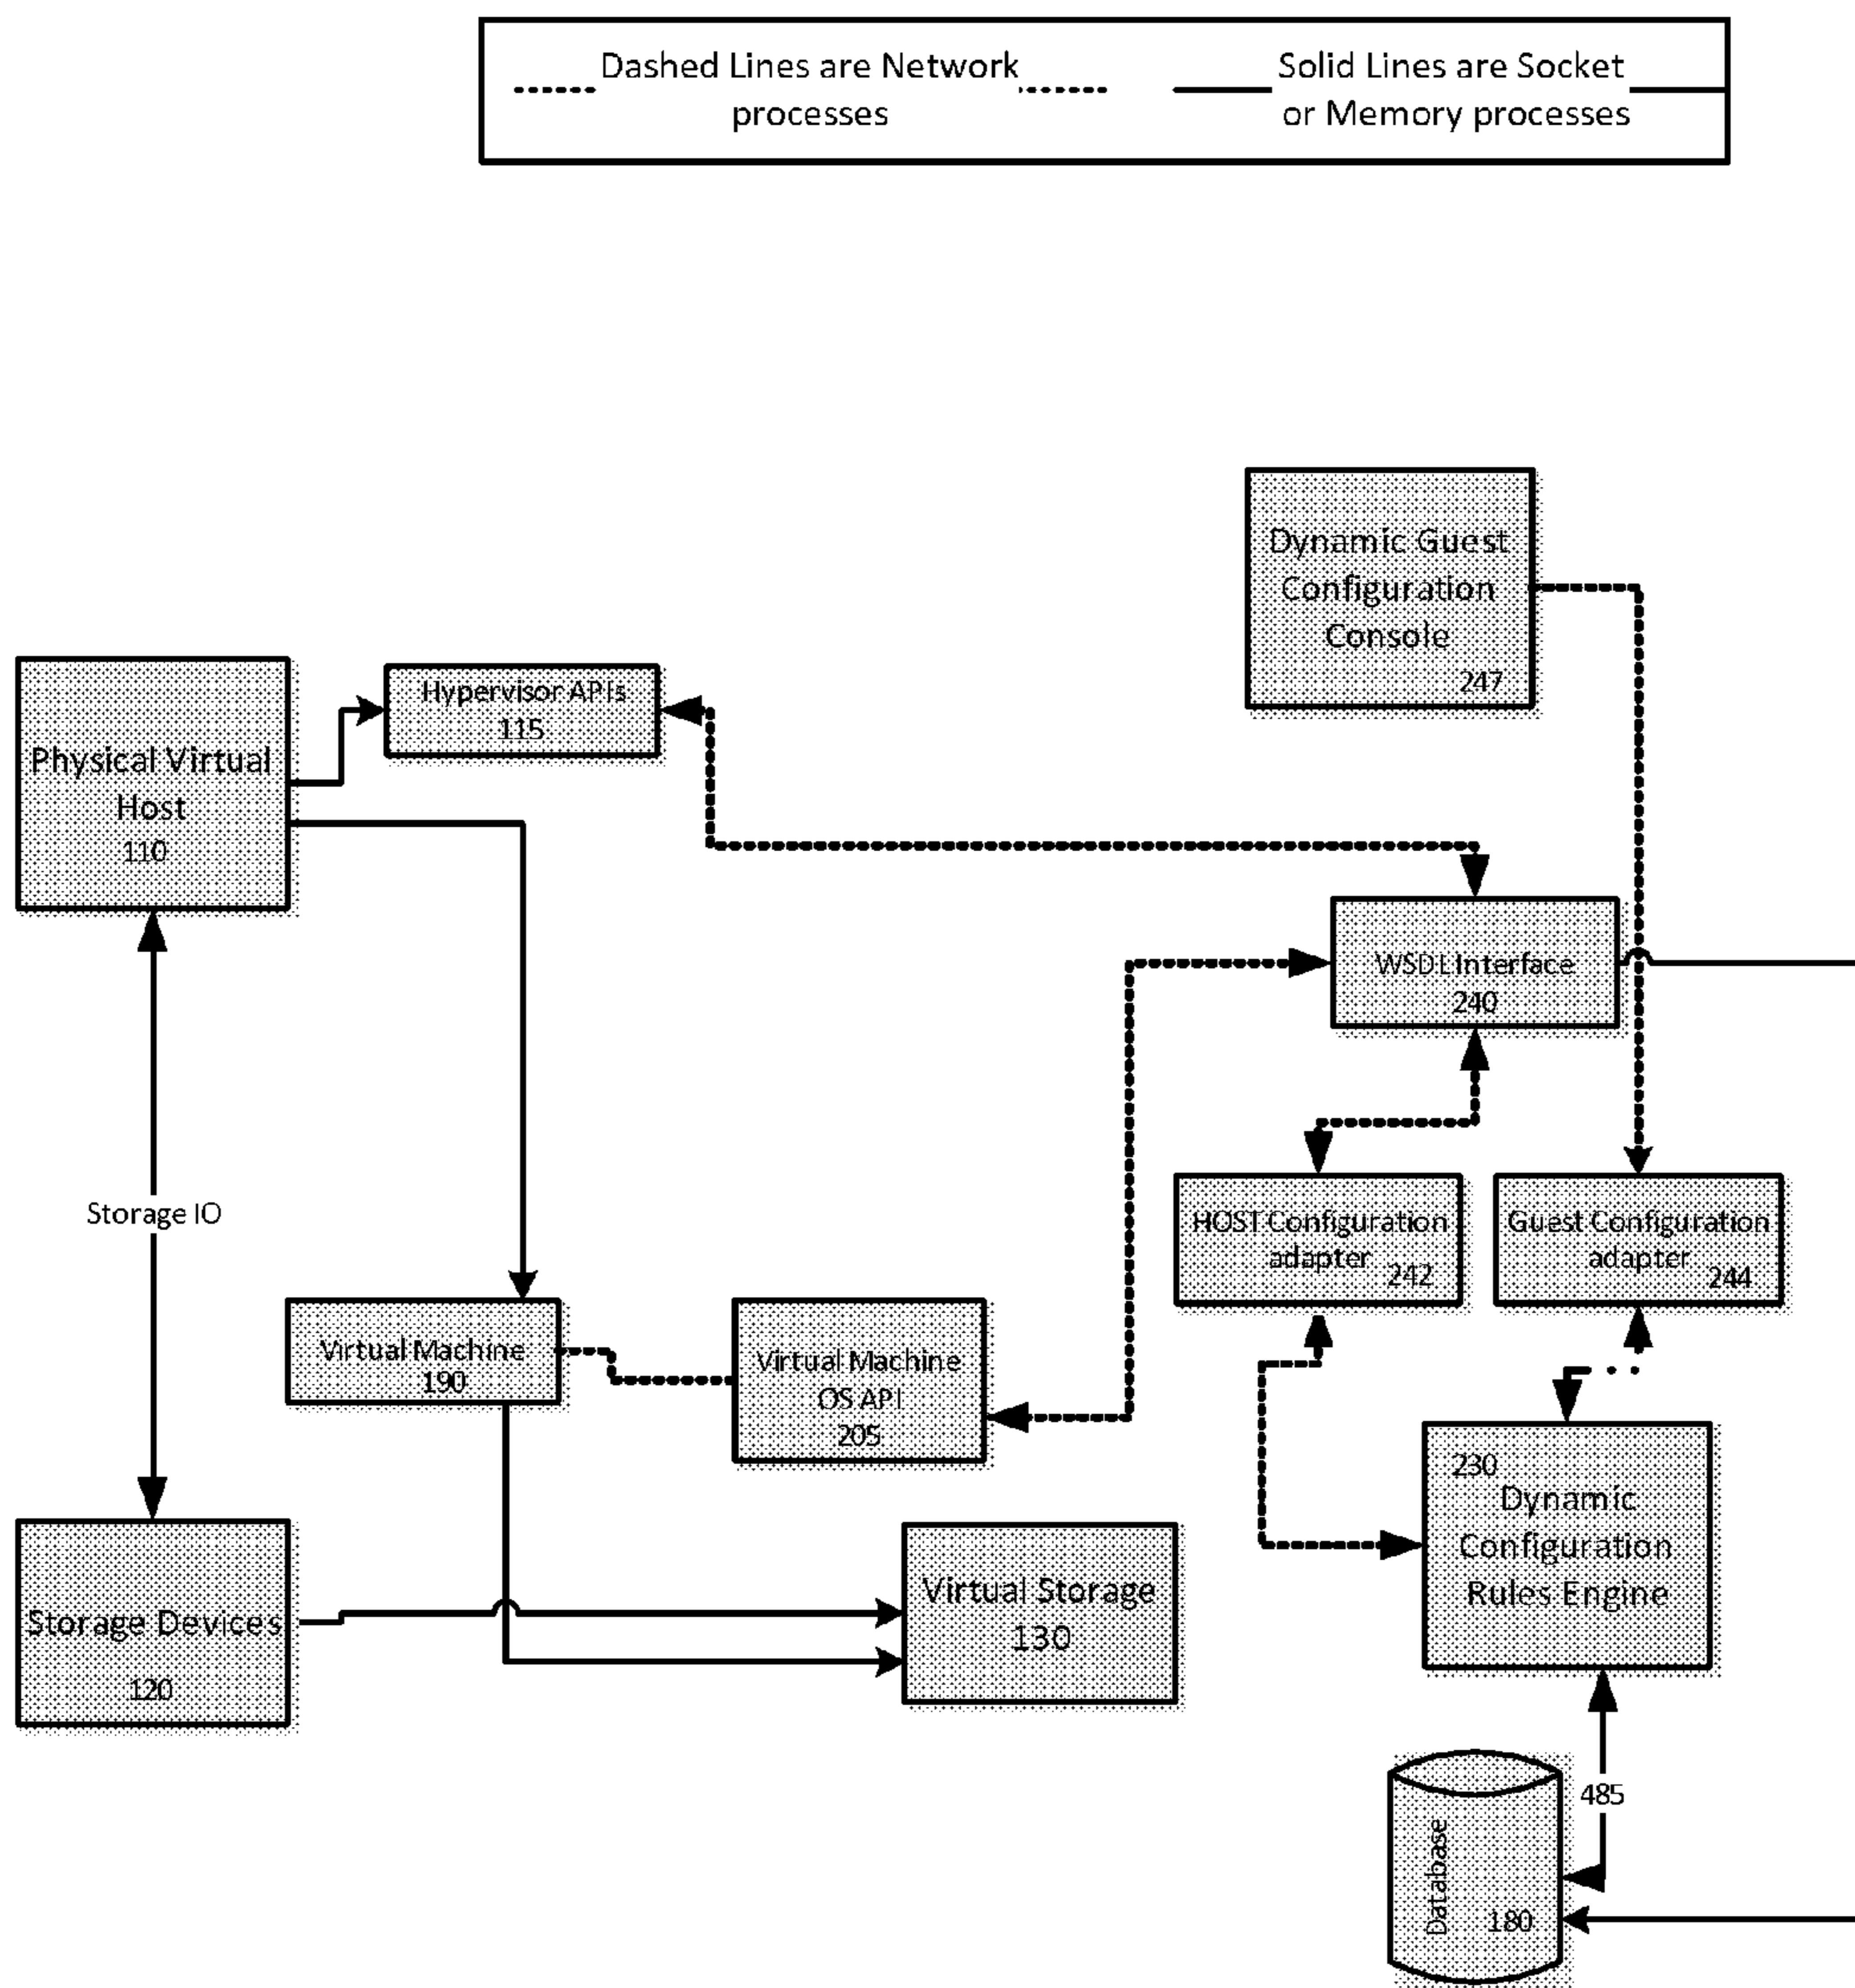 Dashed Lines are Network
processes
Solid Lines are Socket
or Memory processes
Dynamic Guest
Configuration
Console
247
Hypervisor APIs
115
Physical Virtual
Host
110
WSDL Interface
240
Storage IO
HOST Configuration
adapter 242
Guest Configuration
adapter 244
Virtual Machine
190
Virtual Machine
OS API
205
230
Dynamic
Configuration
Rules Engine
Storage Devices
120
Virtual Storage
130
485
Database
180